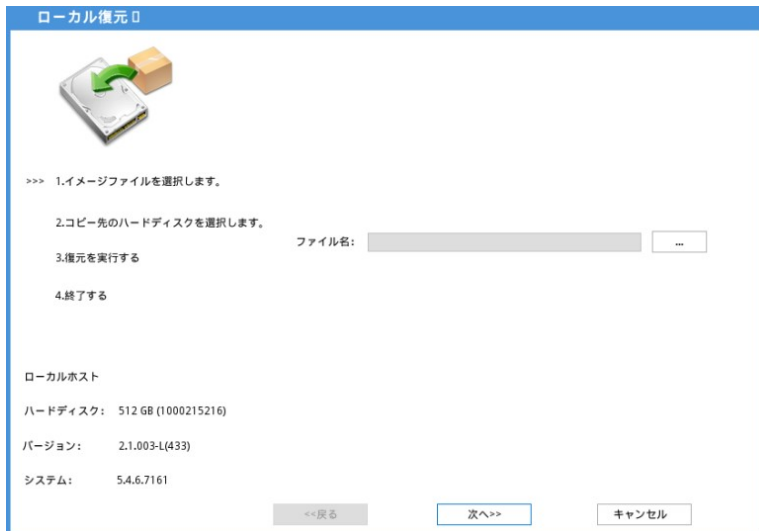 ローカル復元
>>> 1.イメージファイルを選択します。
2.コピー先のハードディスクを選択します。
ファイル名: ...
3.復元を実行する
4.終了する
ローカルホスト
ハードディスク: 512 GB (1000215216)
バージョン: 2.1.003-L(433)
システム: 5.4.6.7161
<<戻る 次へ>> キャンセル